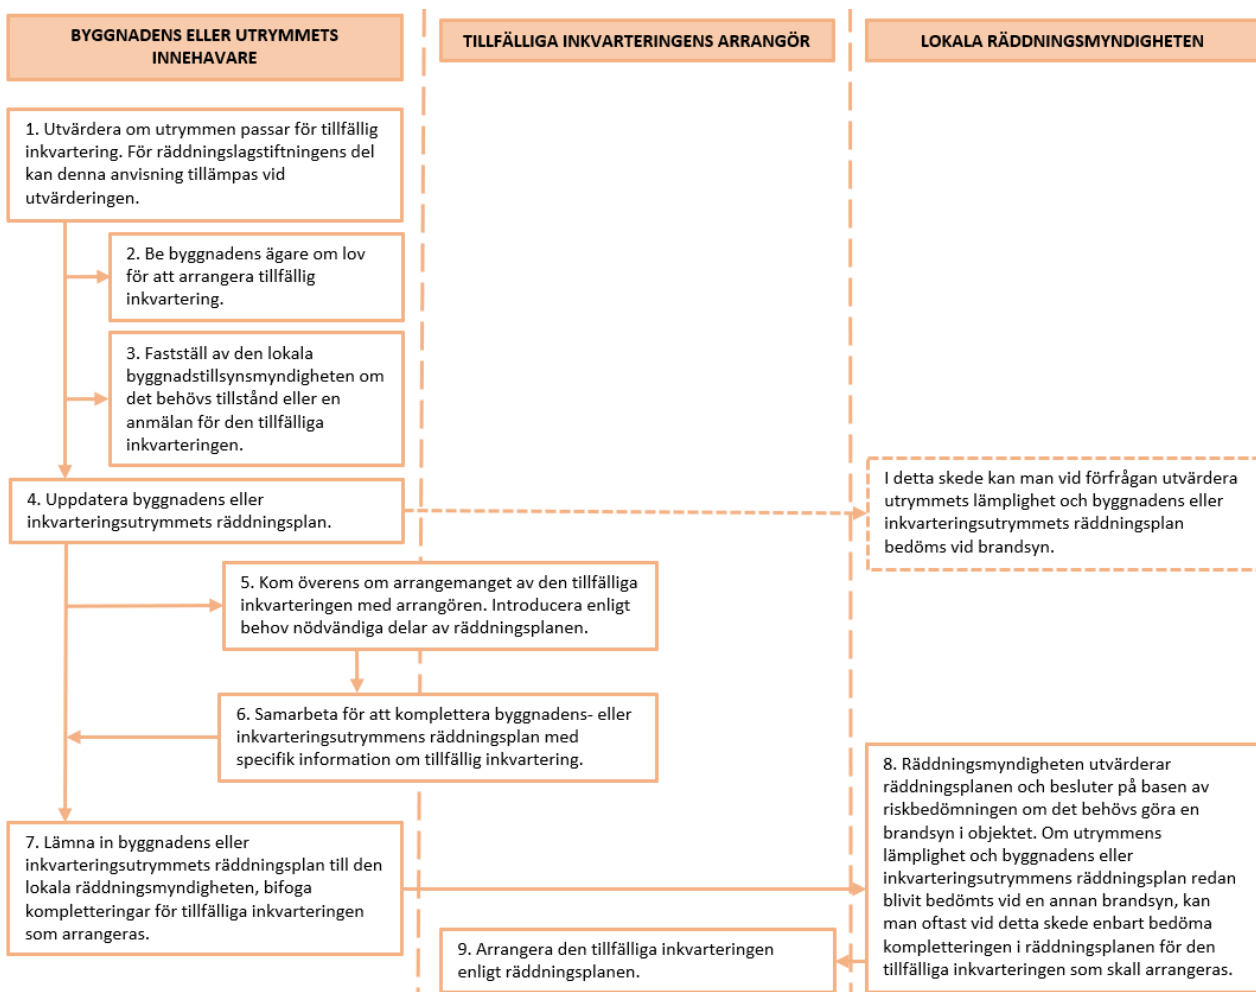 BYGGNADENS ELLER UTRYMMETS
INNEHAVARE
TILLFÄLLIGA INKVARTERINGENS ARRANGÖR
LOKALA RÄDDNINGSMYNDIGHETEN
1. Utvärdera om utrymmen passar för tillfällig
inkvartering. För räddningslagstiftningens del
kan denna anvisning tillämpas vid
utvärderingen.
2. Be byggnadens ägare om lov
för att arrangera tillfällig
inkvartering.
3. Fastställ av den lokala
byggnadstillsynsmyndigheten om
det behövs tillstånd eller en
anmälan för den tillfälliga
inkvarteringen.
4. Uppdatera byggnadens eller
inkvarteringsutrymmets räddningsplan.
I detta skede kan man vid förfrågan utvärdera
utrymmets lämplighet och byggnadens eller
inkvarteringsutrymmets räddningsplan
bedöms vid brandsyn.
5. Kom överens om arrangemanget av den tillfälliga
inkvarteringen med arrangören. Introducera enligt
behov nödvändiga delar av räddningsplanen.
6. Samarbeta för att komplettera byggnadens- eller
inkvarteringsutrymmens räddningsplan med
specifik information om tillfällig inkvartering.
7. Lämna in byggnadens eller
inkvarteringsutrymmets räddningsplan till den
lokala räddningsmyndigheten, bifoga
kompletteringar för tillfälliga inkvarteringen
som arrangeras.
8. Räddningsmyndigheten utvärderar
räddningsplanen och besluter på basen av
riskbedömningen om det behövs göra en
brandsyn i objektet. Om utrymmens
lämplighet och byggnadens eller
inkvarteringsutrymmens räddningsplan redan
blivit bedömts vid en annan brandsyn, kan
man oftast vid detta skede enbart bedöma
kompletteringen i räddningsplanen för den
tillfälliga inkvarteringen som skall arrangeras.
9. Arrangera den tillfälliga inkvarteringen
enligt räddningsplanen.